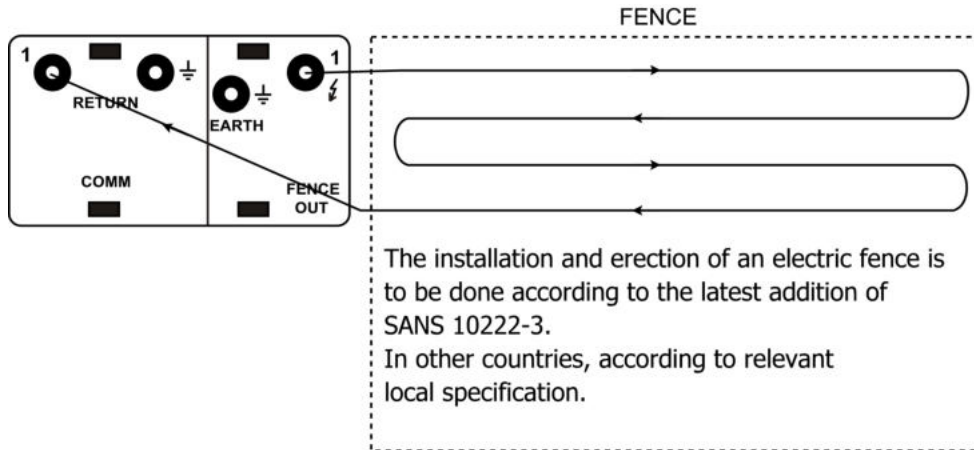 FENCE
1
1
RETURN
EARTH
COMM
FENCE
OUT
The installation and erection of an electric fence is
to be done according to the latest addition of
SANS 10222-3.
In other countries, according to relevant
local specification.